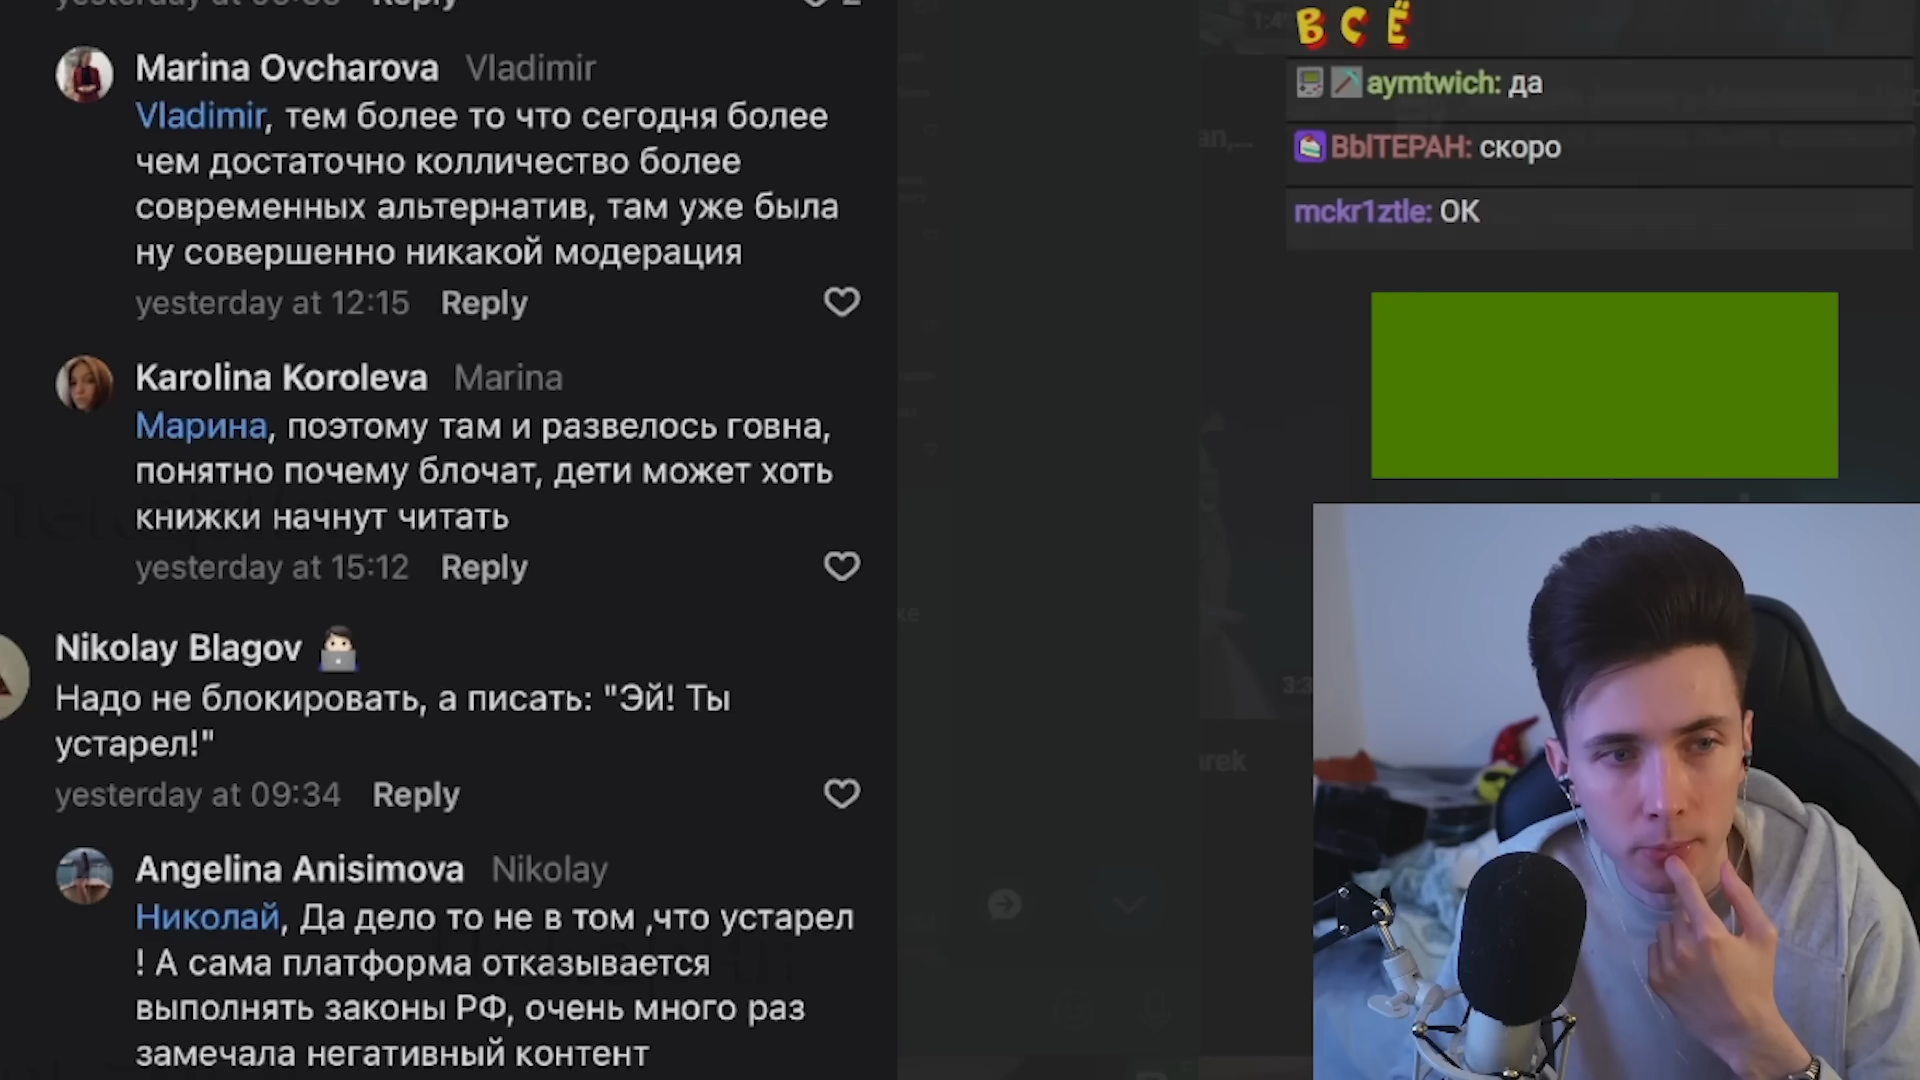 Reply
2
Marina Ovcharova Vladimir
Vladimir, тем более то что сегодня более
чем достаточно колличество более
современных альтернатив, там уже была
ну совершенно никакой модерация
yesterday at 12:15 Reply
Karolina Koroleva Marina
Марина, поэтому там и развелось говна,
понятно почему блочат, дети может хоть
книжки начнут читать
yesterday at 15:12 Reply
Nikolay Blagov
Надо не блокировать, а писать: "Эй! Ты
устарел!"
yesterday at 09:34 Reply
Angelina Anisimova Nikolay
Николай, Да дело то не в том ,что устарел
! А сама платформа отказывается
выполнять законы РФ, очень много раз
замечала негативный контент
ВСЁ
aymtwich: да
ВЫТЕРАН: скоро
mckr1ztle: ОК